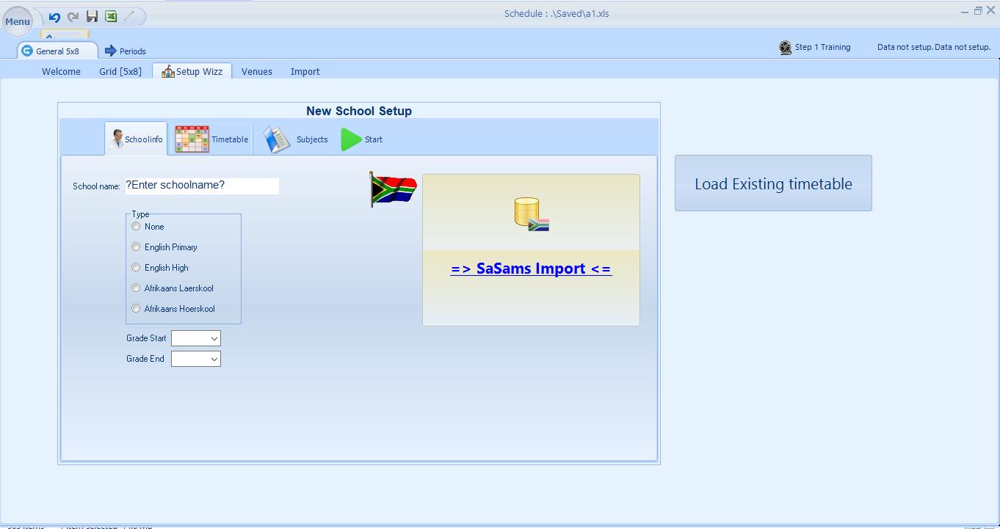 Menu
Schedule : .\Saved\a1.xls
General 5x8
Periods
Step 1 Training
Data not setup. Data not setup.
Welcome
Grid [5x8]
Setup Wizz
Venues
Import
New School Setup
Schoolinfo
Timetable
Subjects
Start
School name:
?Enter schoolname?
Type
None
English Primary
English High
Afrikaans Laerskool
Afrikaans Hoerskool
Grade Start
Grade End
=> SaSams Import <=
Load Existing timetable